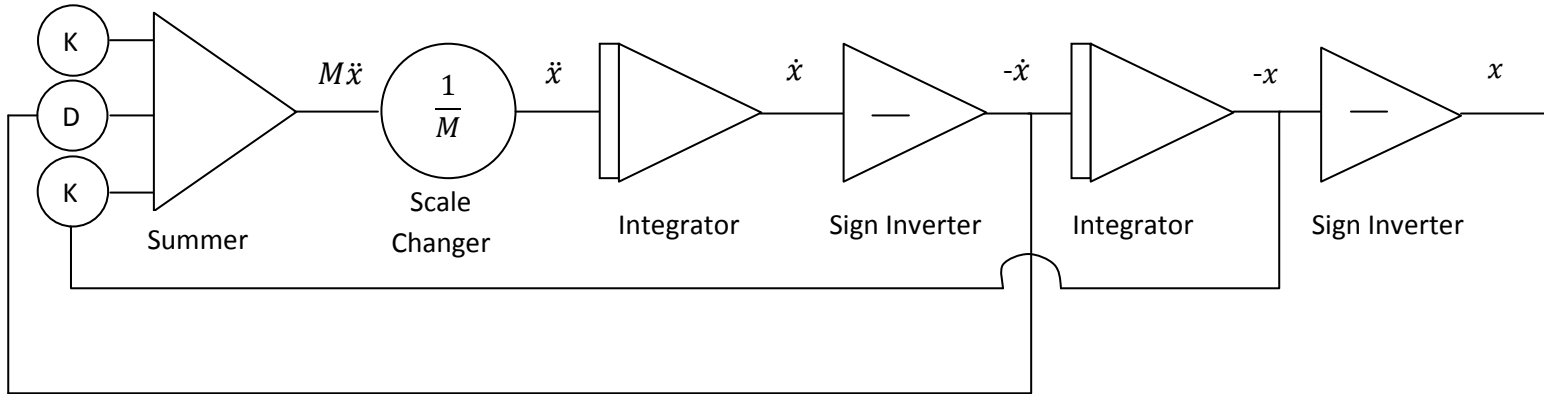 K
D
K
Summer
Mẍ
1
M
Scale
Changer
ẍ
Integrator
ẋ
—
Sign Inverter
-ẋ
Integrator
-x
—
Sign Inverter
x